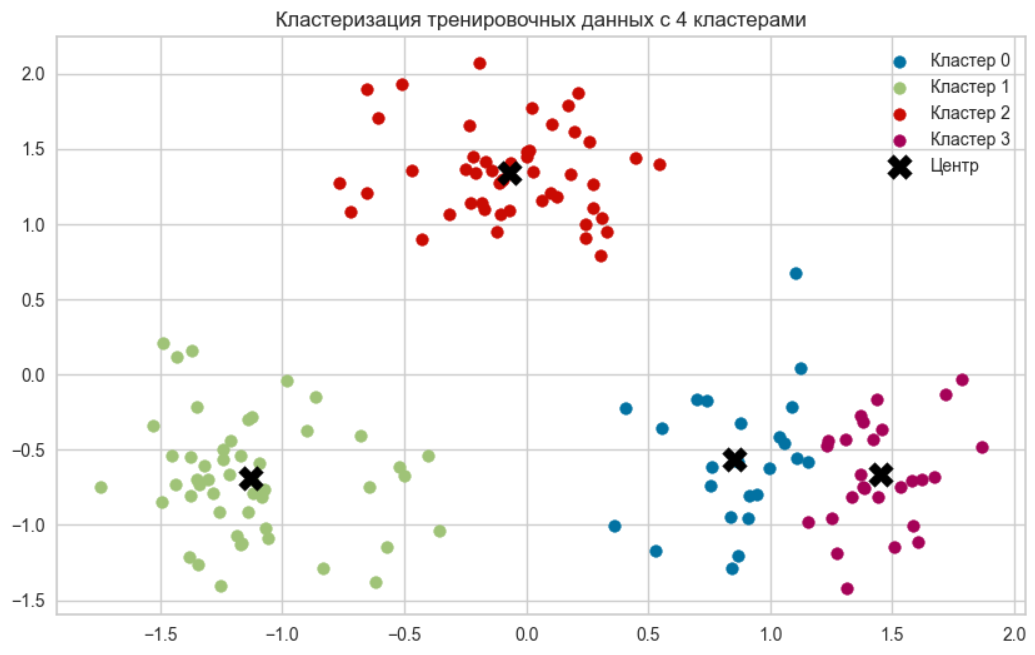 Кластеризация тренировочных данных с 4 кластерами
Кластер 0
Кластер 1
Кластер 2
Кластер 3
Центр
2.0
1.5
1.0
0.5
0.0
−0.5
−1.0
−1.5
−1.5
−1.0
−0.5
0.0
0.5
1.0
1.5
2.0